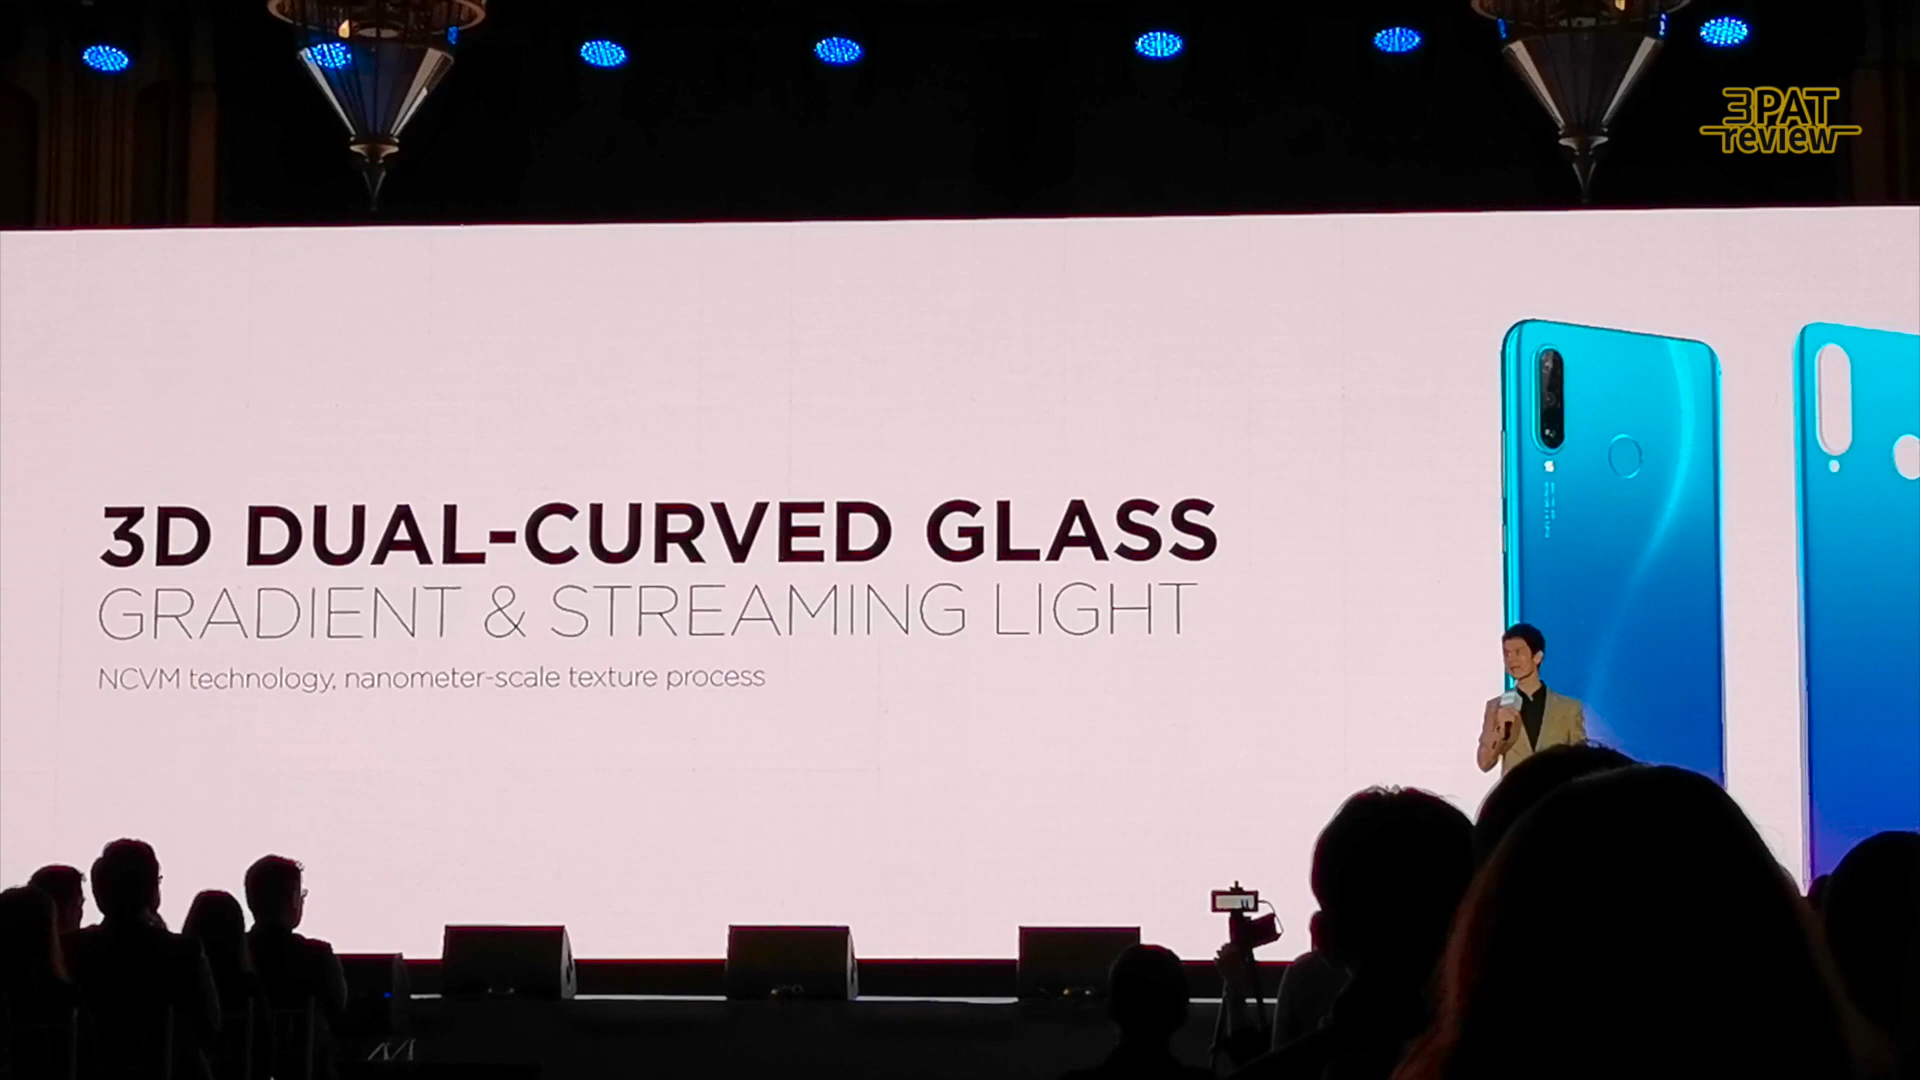 3PAT
review
3D DUAL-CURVED GLASS
GRADIENT & STREAMING LIGHT
NCVM technology, nanometer-scale texture process